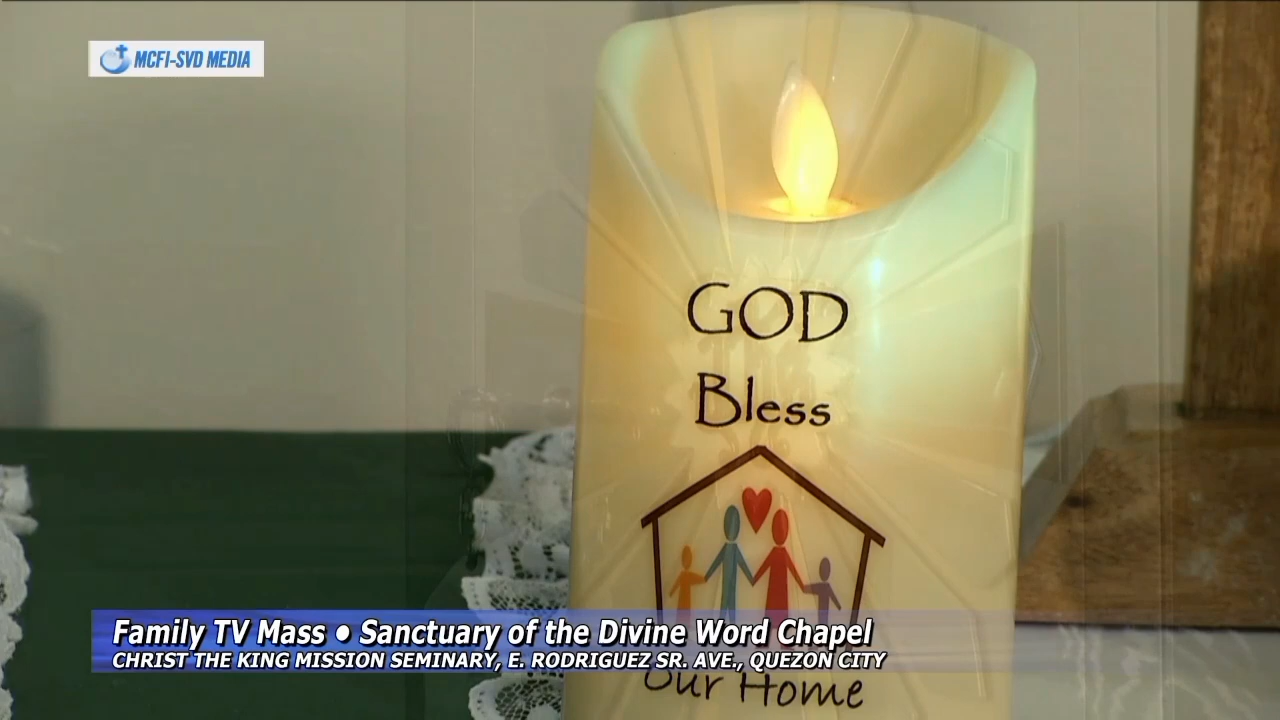 MCFI-SVD MEDIA
GOD
Bless
Family TV Mass • Sanctuary of the Divine Word Chapel
CHRIST THE KING MISSION SEMINARY, E. RODRIGUEZ SR. AVE., QUEZON CITY
Our Home